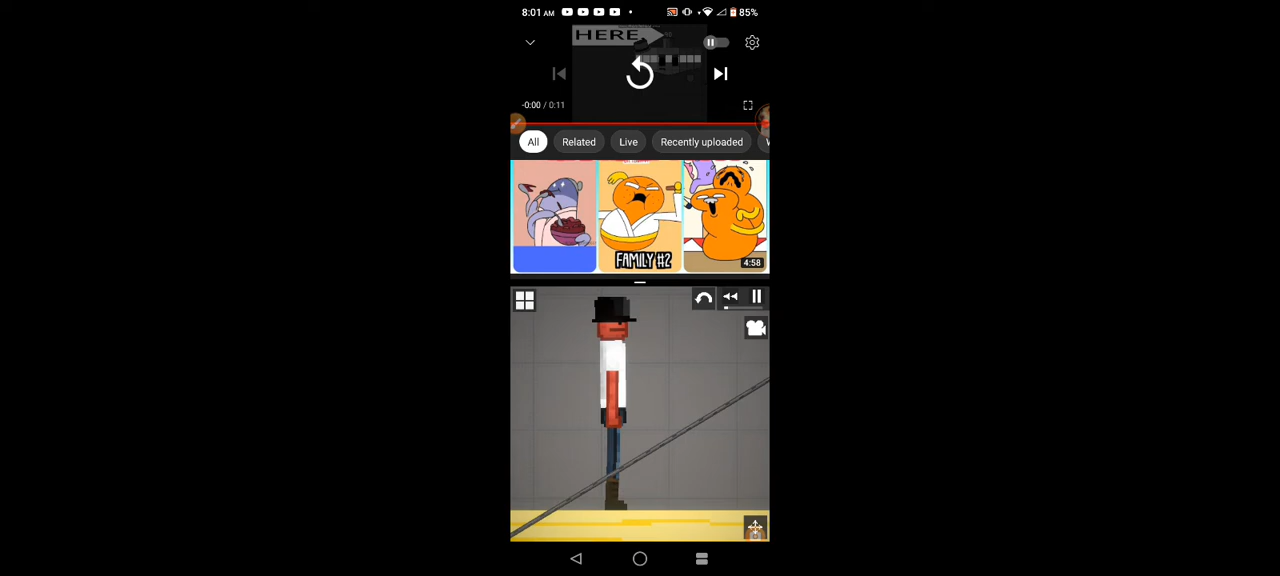 8:01 AM
85%
HERE
-0:00 / 0:11
All
Related
Live
Recently uploaded
FAMILY #2
4:58